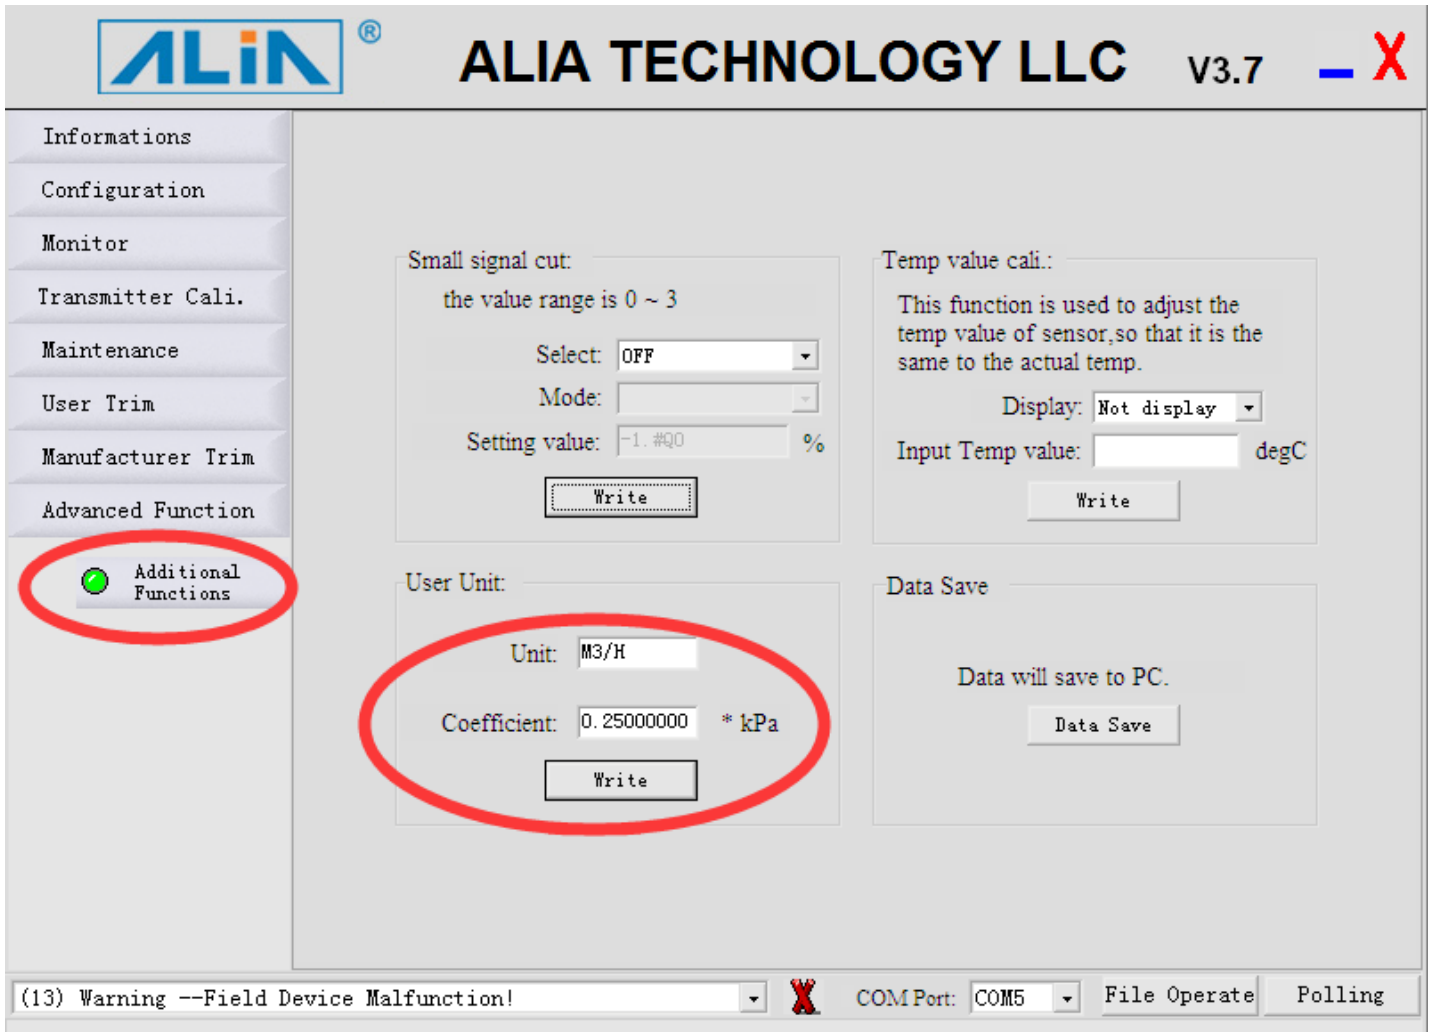 ALiA ® ALIA TECHNOLOGY LLC V3.7
Informations
Configuration
Monitor
Transmitter Cali.
Maintenance
User Trim
Manufacturer Trim
Advanced Function
Additional
Functions
Small signal cut:
the value range is 0 ~ 3
Select: OFF
Mode:
Setting value: -1.#QO %
Write
Temp value cali.:
This function is used to adjust the
temp value of sensor,so that it is the
same to the actual temp.
Display: Not display
Input Temp value: degC
Write
User Unit:
Unit: M3/H
Coefficient: 0.25000000 * kPa
Write
Data Save
Data will save to PC.
Data Save
(13) Warning --Field Device Malfunction! COM Port: COM5 File Operate Polling